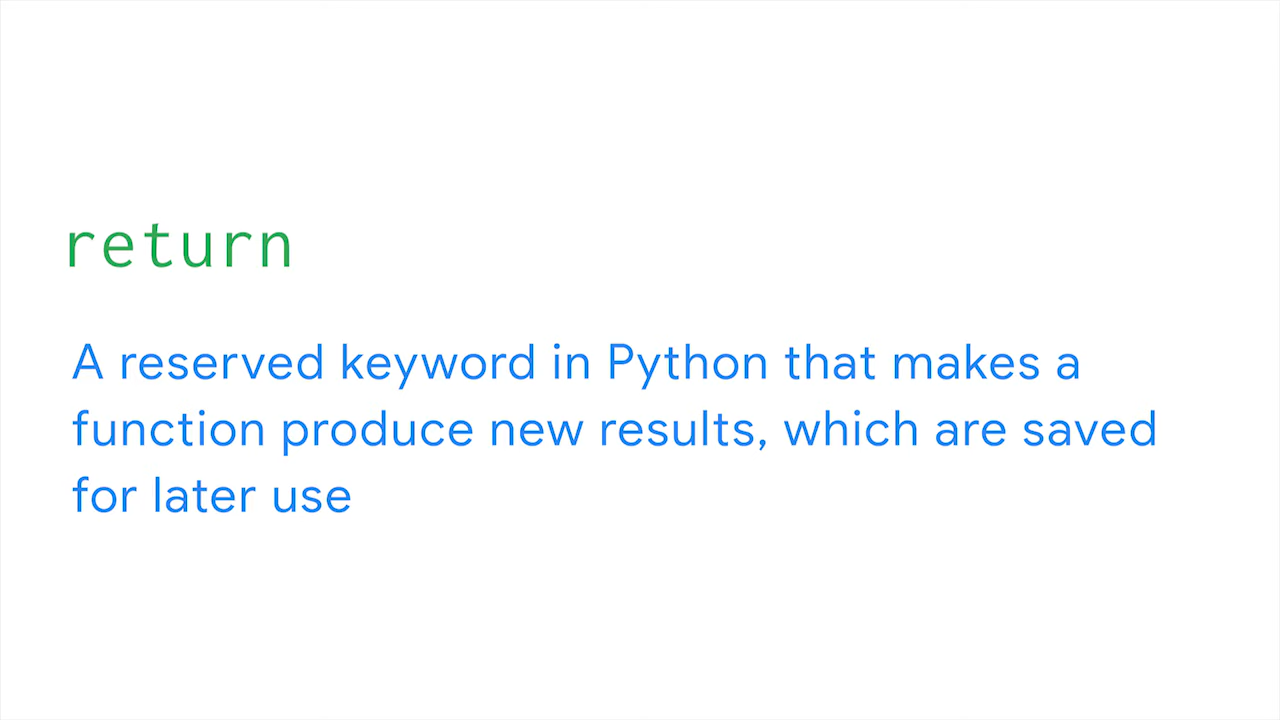 return
A reserved keyword in Python that makes a
function produce new results, which are saved
for later use